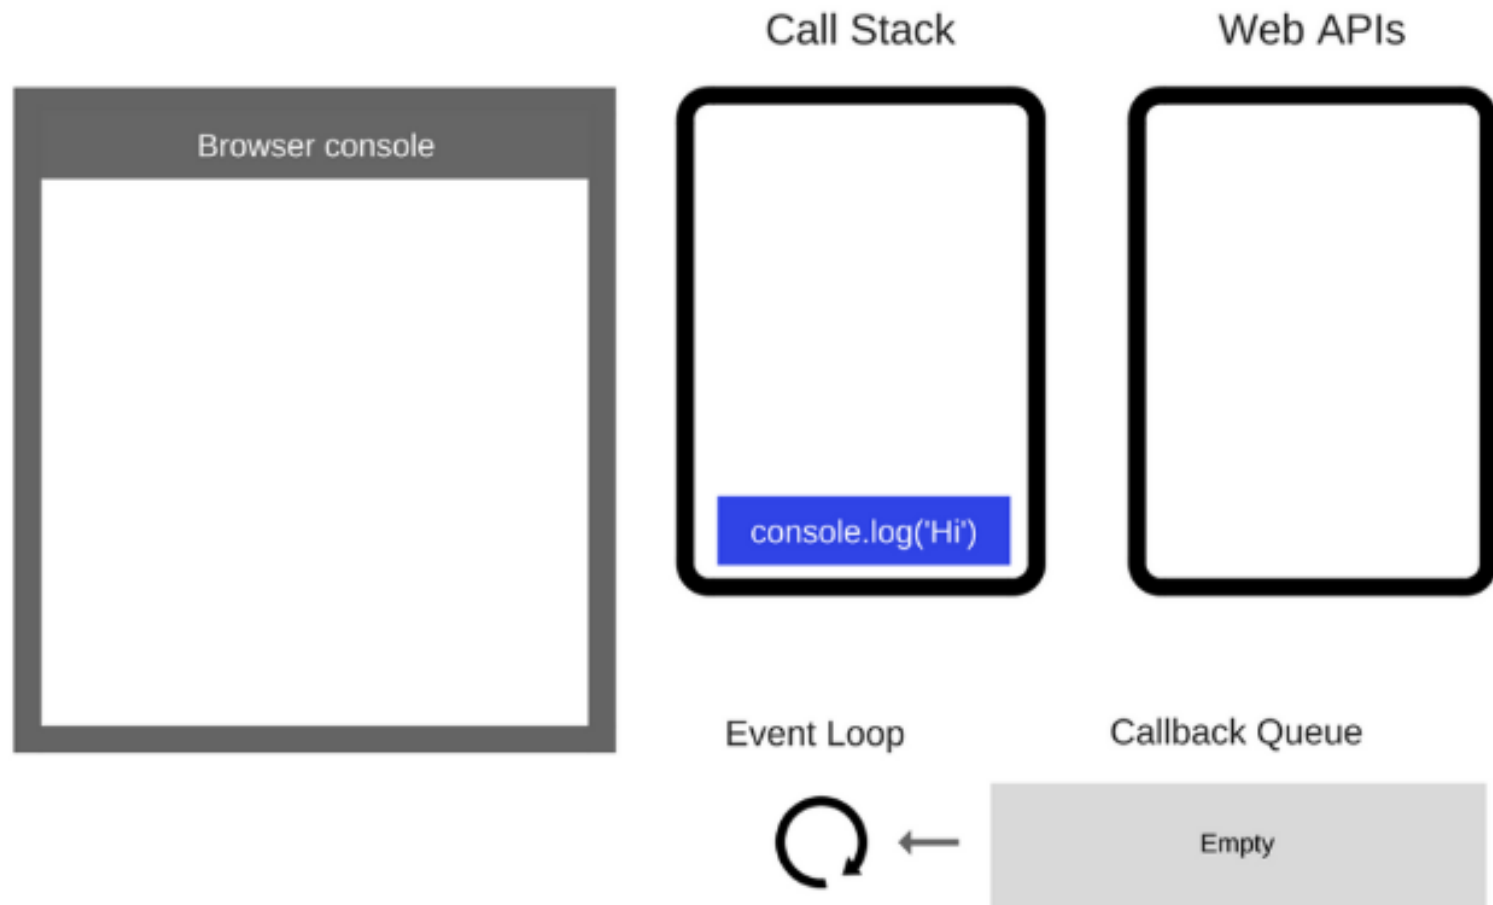 Call Stack
Web APIs
Browser console
console.log('Hi')
Event Loop
Callback Queue
Empty